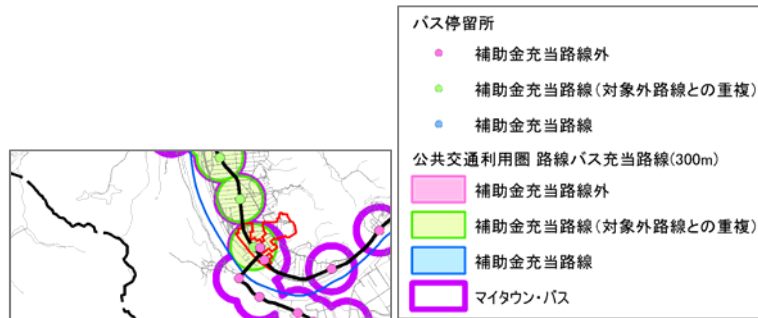 バス停留所
補助金充当路線外
補助金充当路線(対象外路線との重複)
補助金充当路線
公共交通利用圏 路線バス充当路線(300m)
補助金充当路線外
補助金充当路線(対象外路線との重複)
補助金充当路線
マイタウン・バス